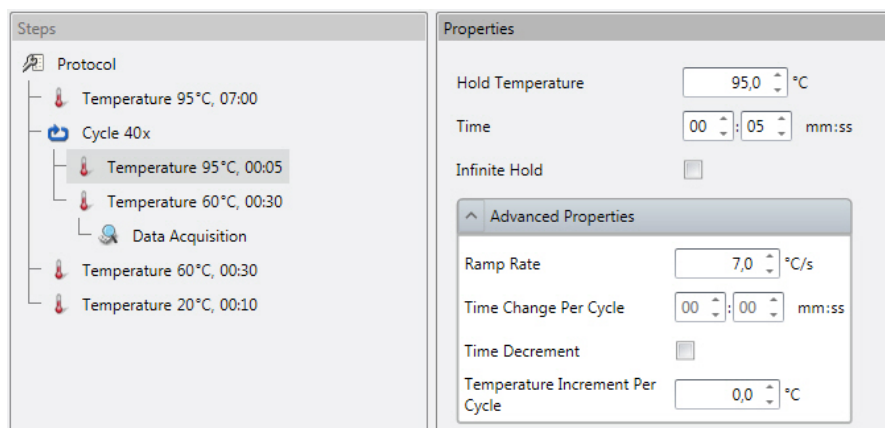 Steps
Protocol
Temperature 95°C, 07:00
Cycle 40x
Temperature 95°C, 00:05
Temperature 60°C, 00:30
Data Acquisition
Temperature 60°C, 00:30
Temperature 20°C, 00:10
Properties
Hold Temperature 95,0 °C
Time 00 : 05 mm:ss
Infinite Hold
Advanced Properties
Ramp Rate 7,0 °C/s
Time Change Per Cycle 00 : 00 mm:ss
Time Decrement
Temperature Increment Per
Cycle 0,0 °C